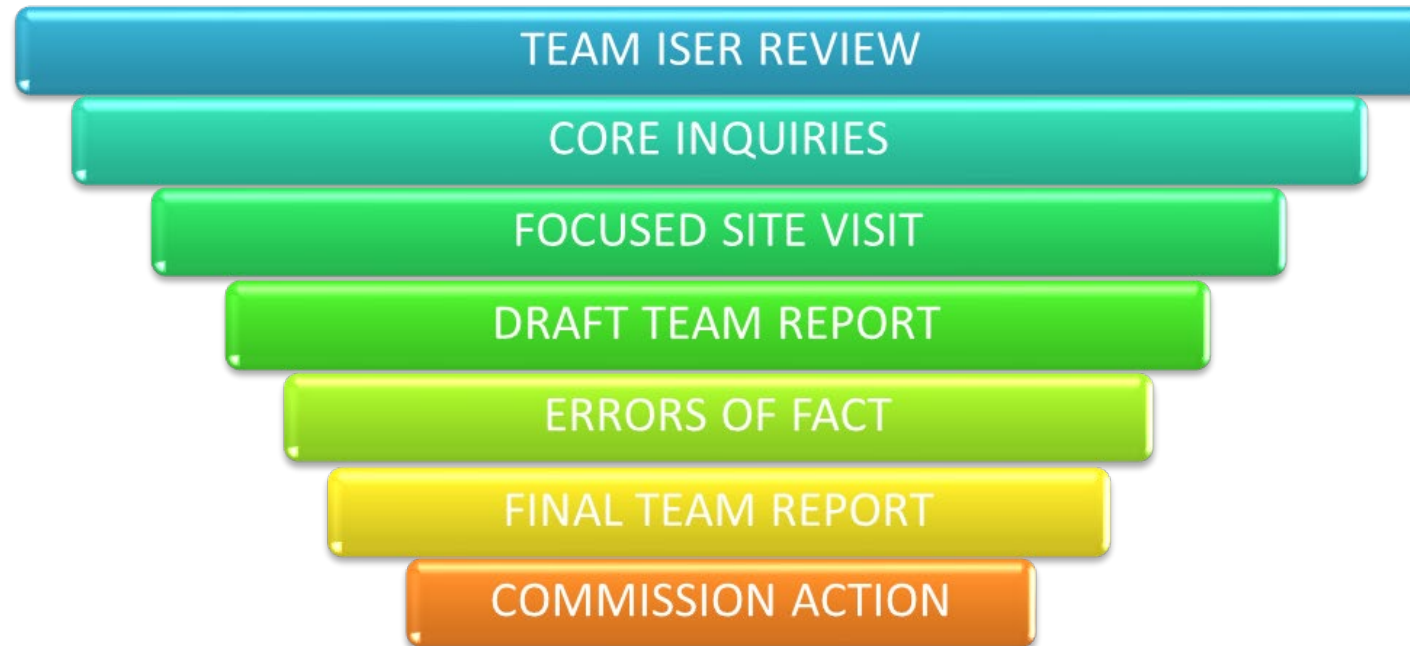 TEAM ISER REVIEW
CORE INQUIRIES
FOCUSED SITE VISIT
DRAFT TEAM REPORT
ERRORS OF FACT
FINAL TEAM REPORT
COMMISSION ACTION